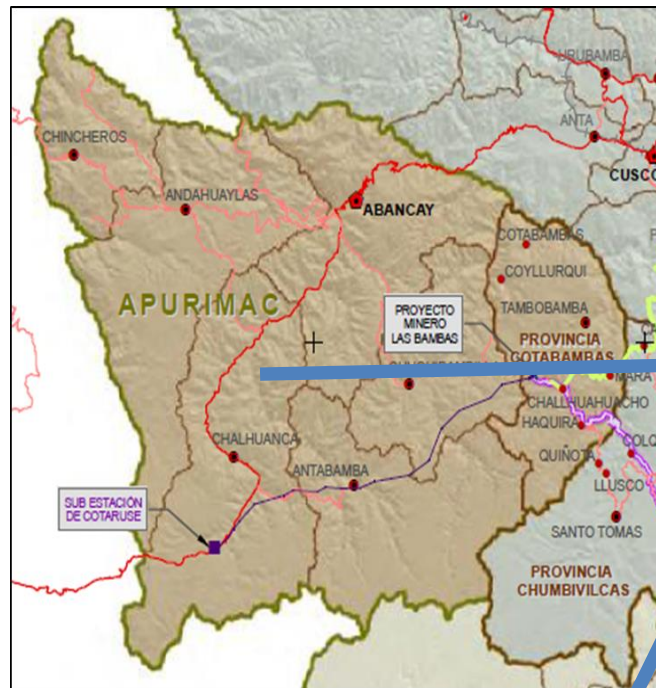 URUBAMBA
ANTA
CUSCO
CHINCHEROS
ANDAHUAYLAS
ABANCAY
COTABAMBAS
COYLLURQUI
APURIMAC
TAMBOBAMBA
PROYECTO
MINERO
LAS BAMBAS
PROVINCIA
COTABAMBAS
MARA
CHALLHUAHUACHO
HAQUIRA
CHALHUANCA
ANTABAMBA
QUIÑOTA
COLQ
LLUSCO
SUB ESTACIÓN
DE COTARUSE
SANTO TOMAS
PROVINCIA
CHUMBIVILCAS